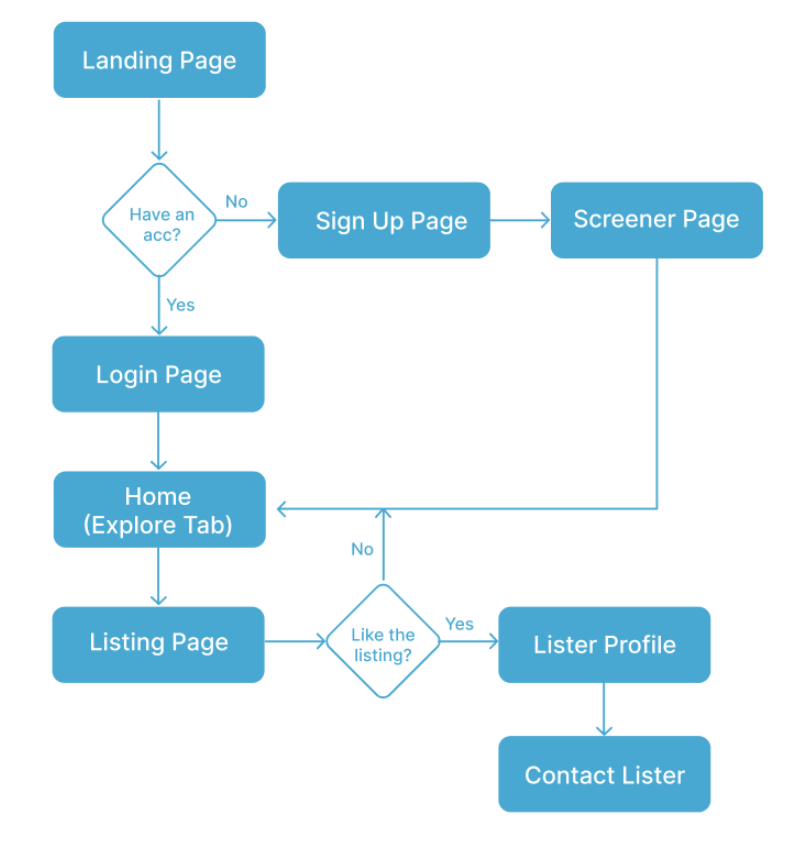 Landing Page
Have an
acc?
No
Sign Up Page
Screener Page
Yes
Login Page
Home
(Explore Tab)
No
Listing Page
Like the
listing?
Yes
Lister Profile
Contact Lister